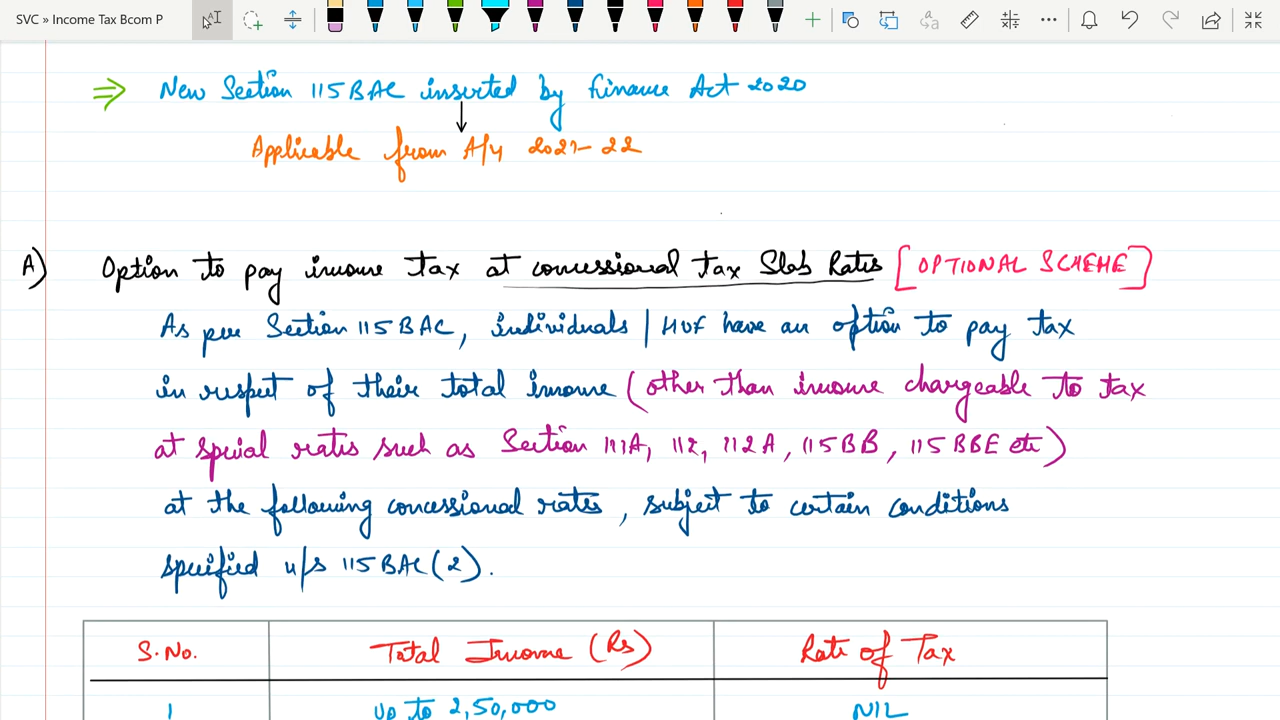 SVC » Income Tax Bcom P
⇒ New Section 115BAC inserted by Finance Act 2020
Applicable from A/Y 2021-22
A) Option to pay income tax at concessional tax Slab Rates [OPTIONAL SCHEME]
As per Section 115BAC, individuals | HUF have an option to pay tax
in respect of their total income (other than income chargeable to tax
at special rates such as Section 111A, 112, 112A, 115BB, 115BBE etc)
at the following concessional rates, subject to certain conditions
specified u/s 115BAC(2).
S.No. Total Income (Rs) Rate of Tax
1 up to 2,50,000 NIL